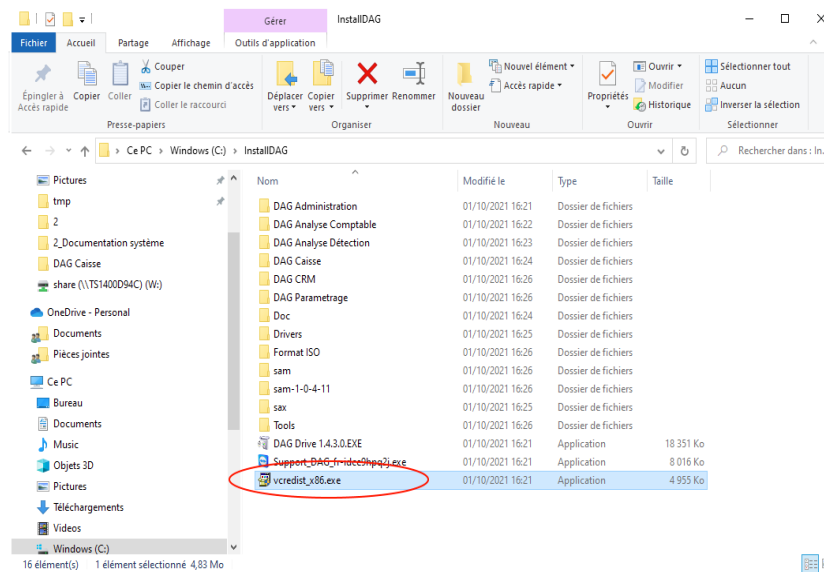 Gérer InstallDAG
Fichier Accueil Partage Affichage Outils d'application
Épingler à Accès rapide
Copier
Coller
Couper
Copier le chemin d'accès
Coller le raccourci
Déplacer vers
Copier vers
Supprimer
Renommer
Nouveau dossier
Nouvel élément
Accès rapide
Propriétés
Ouvrir
Modifier
Historique
Sélectionner tout
Aucun
Inverser la sélection
Presse-papiers Organiser Nouveau Ouvrir Sélectionner
Ce PC > Windows (C:) > InstallDAG
Rechercher dans : In.
Pictures
tmp
2
2_Documentation système
DAG Caisse
share (\\TS1400D94C) (W:)
OneDrive - Personal
Documents
Pièces jointes
Ce PC
Bureau
Documents
Music
Objets 3D
Pictures
Téléchargements
Videos
Windows (C:)
Nom Modifié le Type Taille
DAG Administration 01/10/2021 16:21 Dossier de fichiers
DAG Analyse Comptable 01/10/2021 16:22 Dossier de fichiers
DAG Analyse Détection 01/10/2021 16:23 Dossier de fichiers
DAG Caisse 01/10/2021 16:24 Dossier de fichiers
DAG CRM 01/10/2021 16:26 Dossier de fichiers
DAG Parametrage 01/10/2021 16:26 Dossier de fichiers
Doc 01/10/2021 16:24 Dossier de fichiers
Drivers 01/10/2021 16:25 Dossier de fichiers
Format ISO 01/10/2021 16:26 Dossier de fichiers
sam 01/10/2021 16:26 Dossier de fichiers
sam-1-0-4-11 01/10/2021 16:26 Dossier de fichiers
sax 01/10/2021 16:25 Dossier de fichiers
Tools 01/10/2021 16:26 Dossier de fichiers
DAG Drive 1.4.3.0.EXE 01/10/2021 16:21 Application 18 351 Ko
Support_DAG_fr-idcc9hpq2j.exe 01/10/2021 16:21 Application 8 016 Ko
vcredist_x86.exe 01/10/2021 16:21 Application 4 955 Ko
16 élément(s) 1 élément sélectionné 4,83 Mo